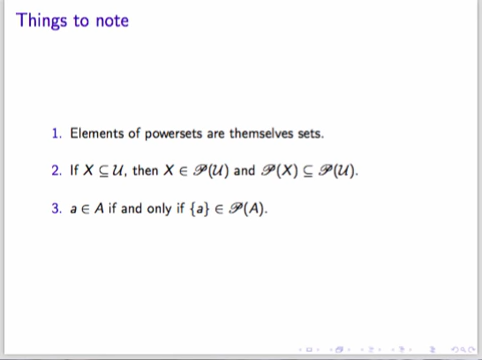 Things to note
1. Elements of powersets are themselves sets.
2. If X ⊆ 𝒰, then X ∈ 𝒫(𝒰) and 𝒫(X) ⊆ 𝒫(𝒰).
3. a ∈ A if and only if {a} ∈ 𝒫(A).